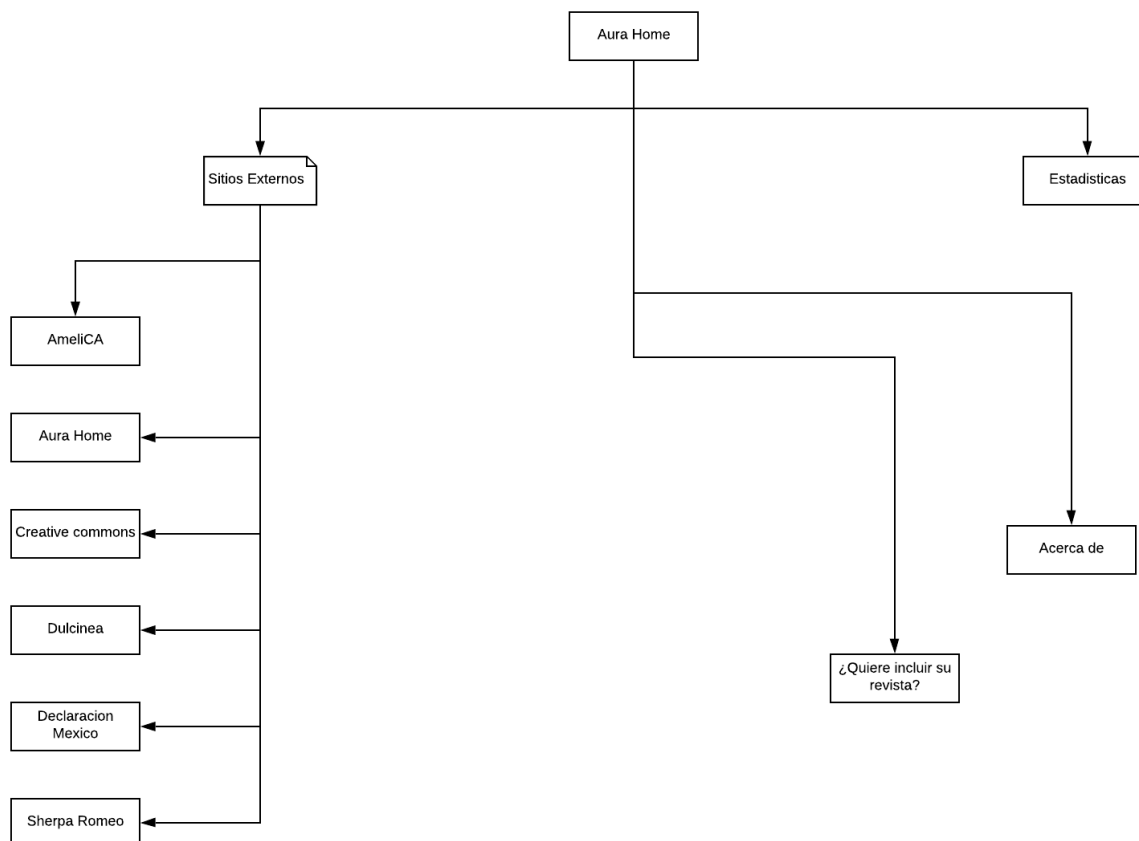 Aura Home
Sitios Externos
Estadisticas
AmeliCA
Aura Home
Creative commons
Acerca de
Dulcinea
¿Quiere incluir su
revista?
Declaracion
Mexico
Sherpa Romeo